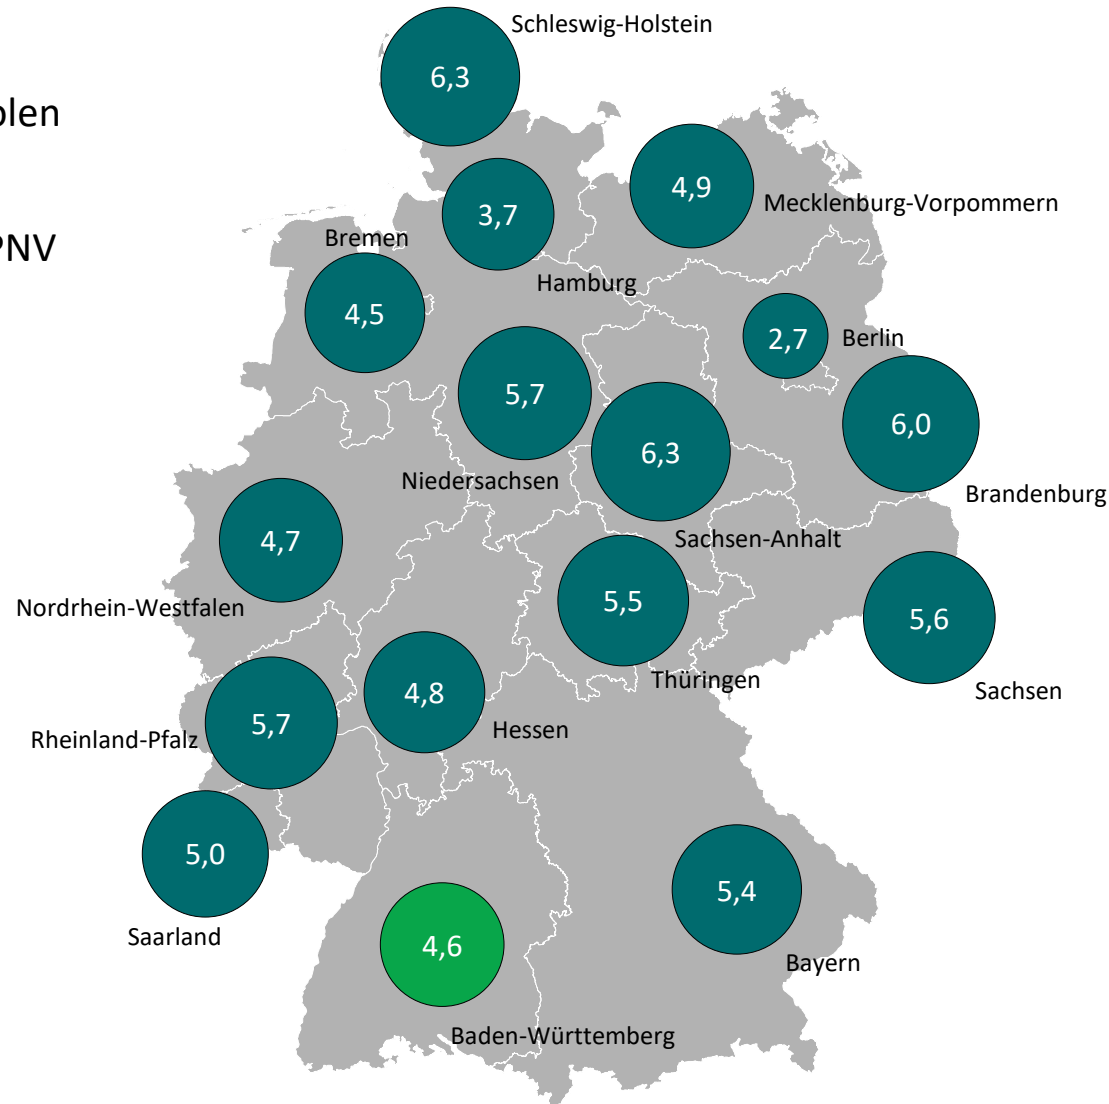 Schleswig-Holstein
6,3
olen
4,9
Mecklenburg-Vorpommern
3,7
PNV
Bremen
Hamburg
4,5
2,7
Berlin
5,7
6,0
6,3
Niedersachsen
Brandenburg
4,7
Sachsen-Anhalt
Nordrhein-Westfalen
5,5
5,6
Thüringen
Sachsen
4,8
5,7
Hessen
Rheinland-Pfalz
5,0
5,4
Saarland
4,6
Bayern
Baden-Württemberg